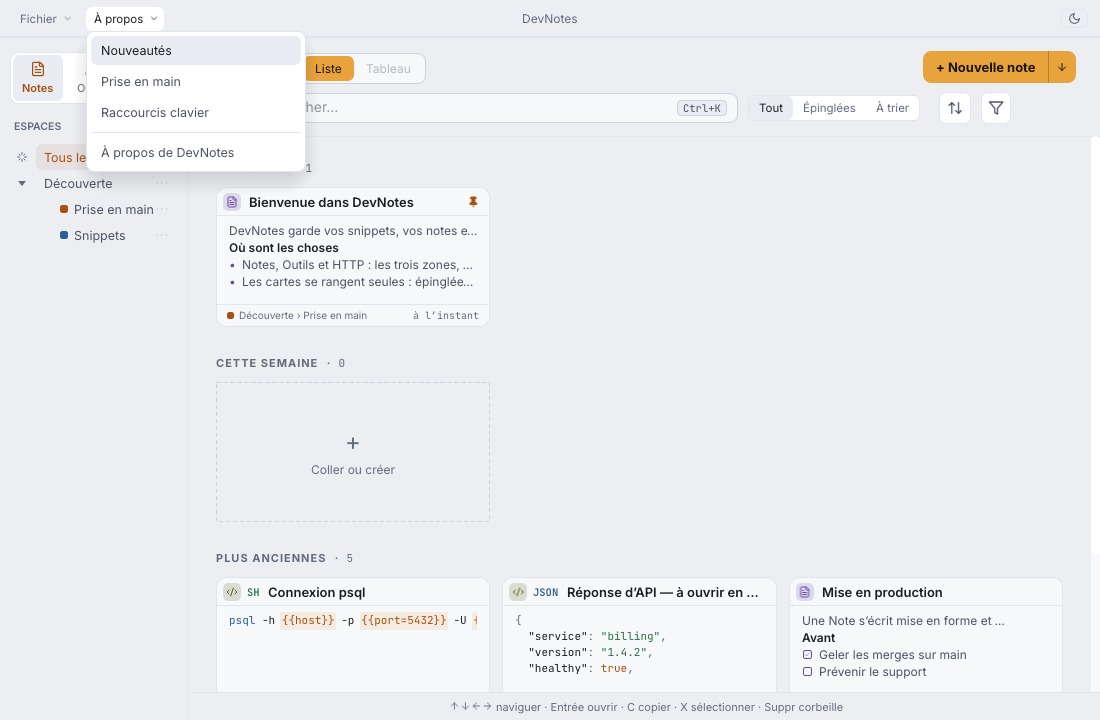 Fichier
À propos
DevNotes
Nouveautés
Prise en main
Raccourcis clavier
À propos de DevNotes
Notes
Liste
Tableau
+ Nouvelle note
Ctrl+K
Tout
Épinglées
À trier
ESPACES
Tous le
Découverte
Prise en main
Snippets
1
Bienvenue dans DevNotes
DevNotes garde vos snippets, vos notes e...
Où sont les choses
• Notes, Outils et HTTP : les trois zones, ...
• Les cartes se rangent seules : épinglée...
Découverte › Prise en main
à l’instant
CETTE SEMAINE · 0
+
Coller ou créer
PLUS ANCIENNES · 5
SH Connexion psql
psql -h {{host}} -p {{port=5432}} -U {
JSON Réponse d’API — à ouvrir en ...
{
"service": "billing",
"version": "1.4.2",
"healthy": true,
Mise en production
Une Note s’écrit mise en forme et ...
Avant
Geler les merges sur main
Prévenir le support
↑↓←→ naviguer · Entrée ouvrir · C copier · X sélectionner · Suppr corbeille